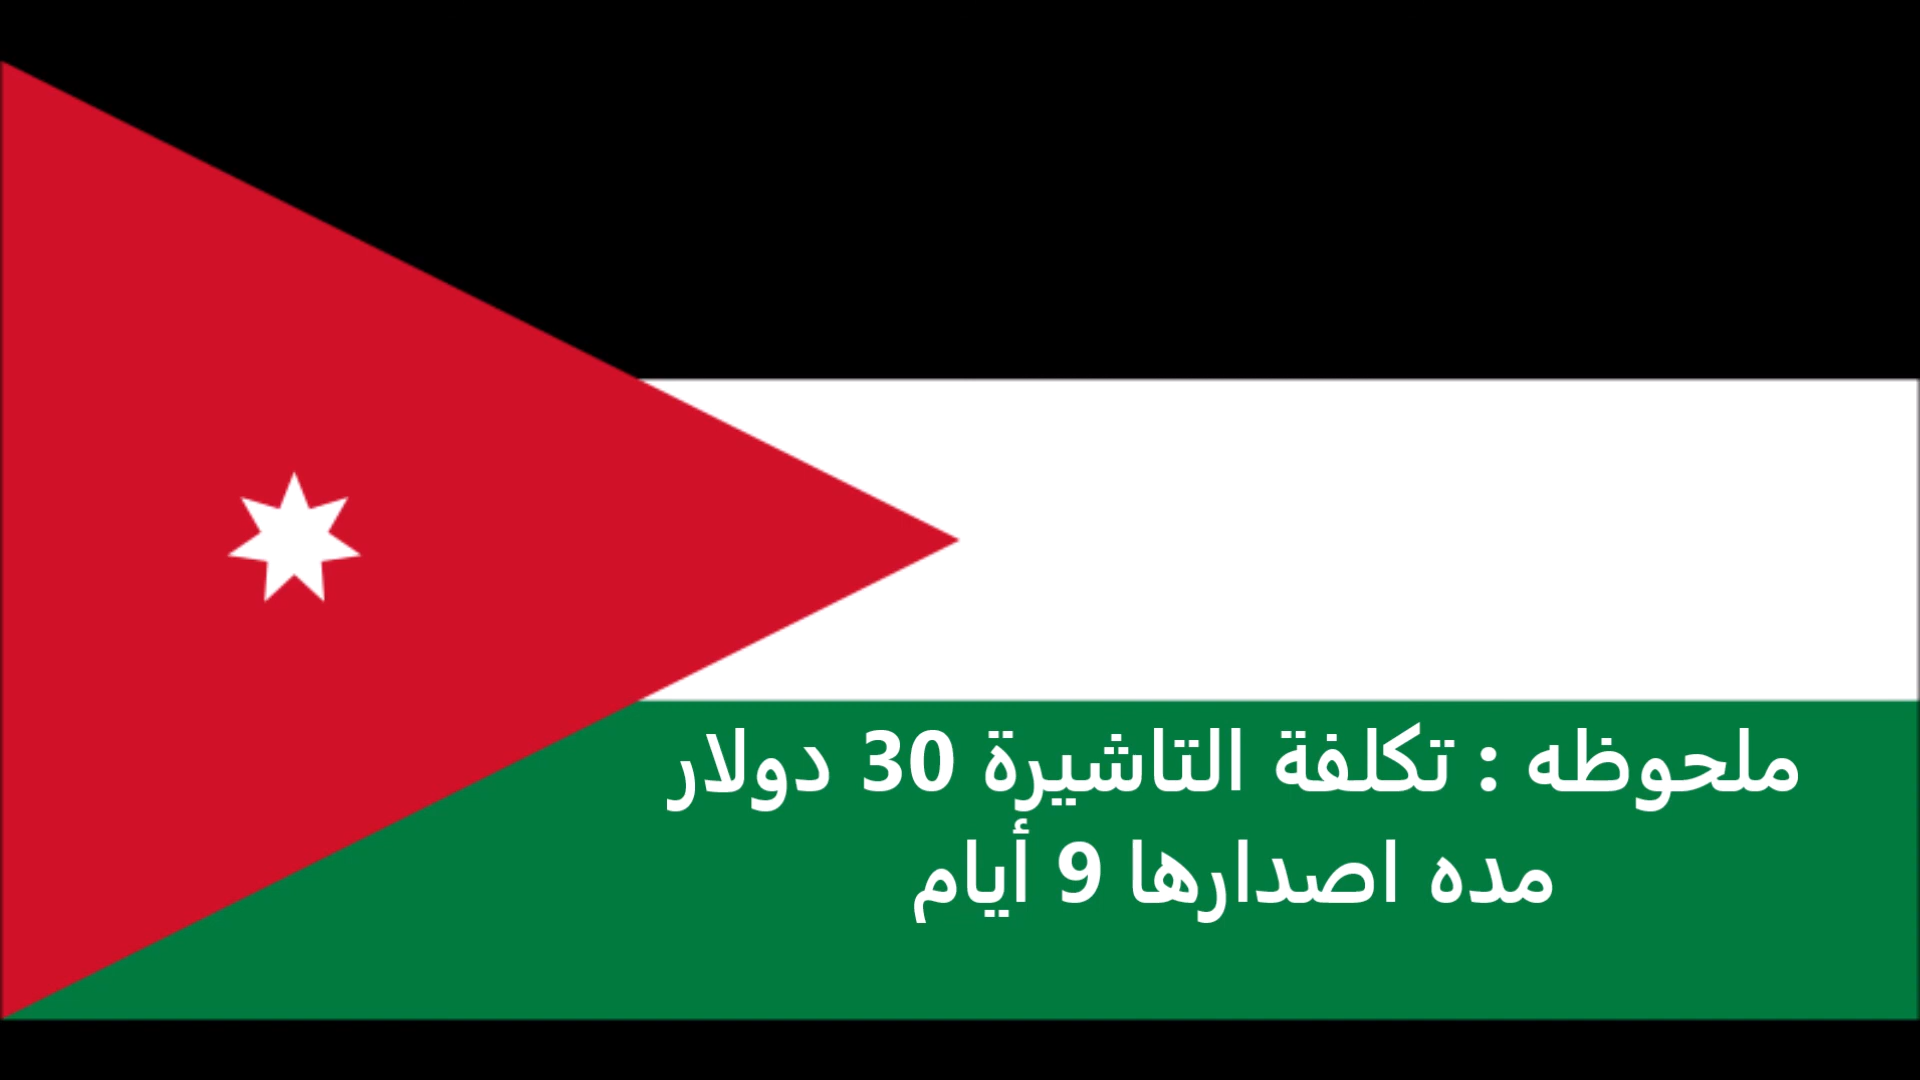 ملحوظه : تكلفة التاشيرة 30 دولار
مده اصدارها 9 أيام